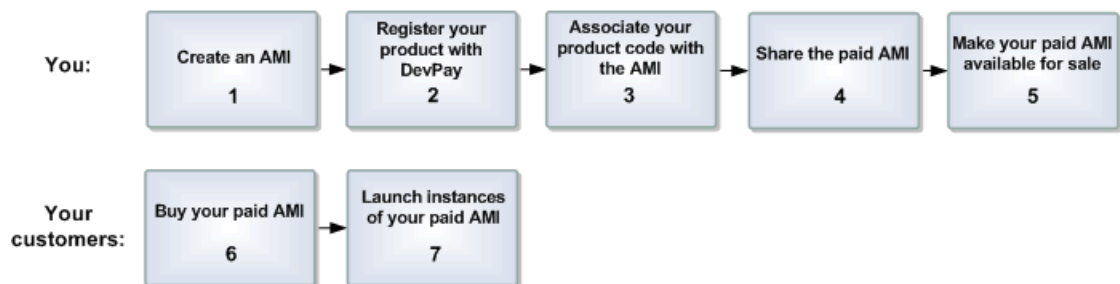 You:
Create an AMI
1
Register your
product with
DevPay
2
Associate your
product code with
the AMI
3
Share the paid AMI
4
Make your paid AMI
available for sale
5
Your
customers:
Buy your paid AMI
6
Launch instances
of your paid AMI
7